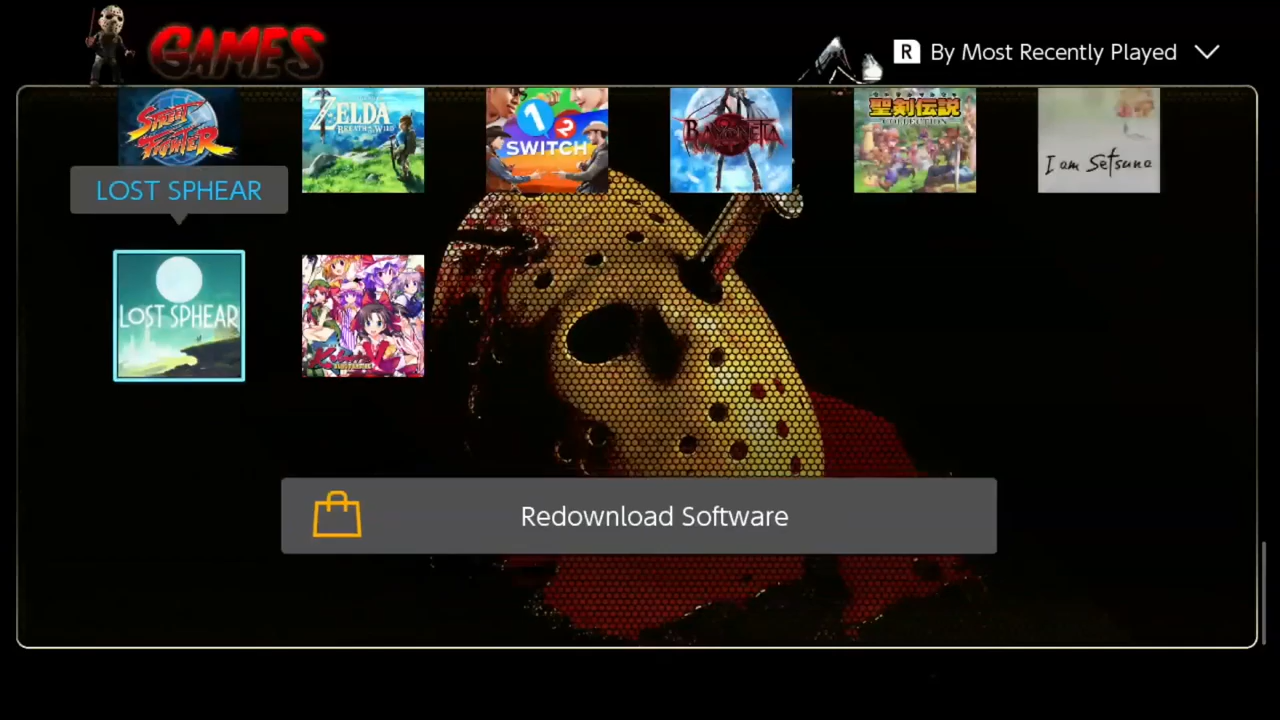 GAMES
R By Most Recently Played
STREET FIGHTER
ZELDA
BREATH OF THE WILD
1 2
SWITCH
BAYONETTA
聖剣伝説
COLLECTION
I am Setsuna
LOST SPHEAR
LOST SPHEAR
V
Redownload Software